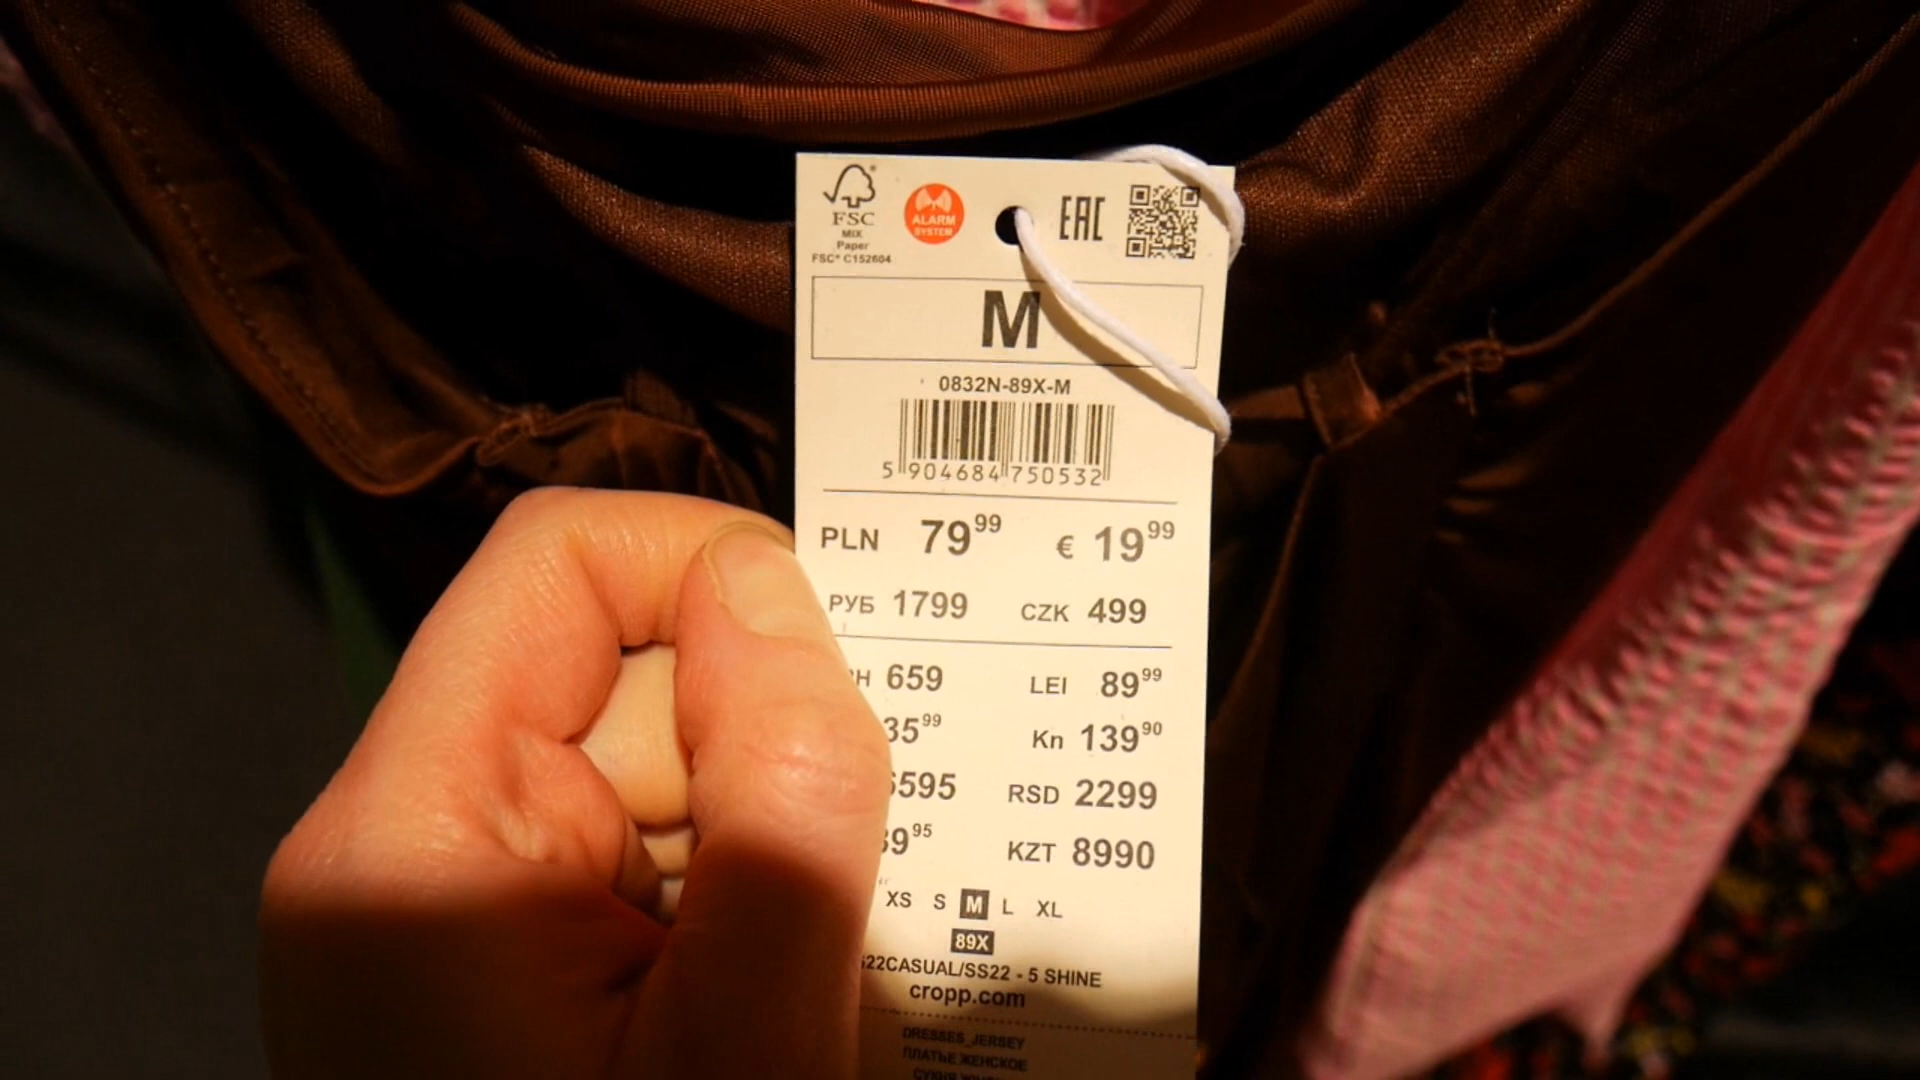 FSC
MIX
Paper
FSC® C152604
ALARM
SYSTEM
EAC
M
0832N-89X-M
5 904684 750532
PLN 79⁹⁹ € 19⁹⁹
РУБ 1799 CZK 499
659 LEI 89⁹⁹
35⁹⁹ Kn 139⁹⁰
6595 RSD 2299
39⁹⁵ KZT 8990
XS S M L XL
89X
S22CASUAL/SS22 - 5 SHINE
cropp.com
DRESSES_JERSEY
ПЛАТЬЕ ЖЕНСКОЕ